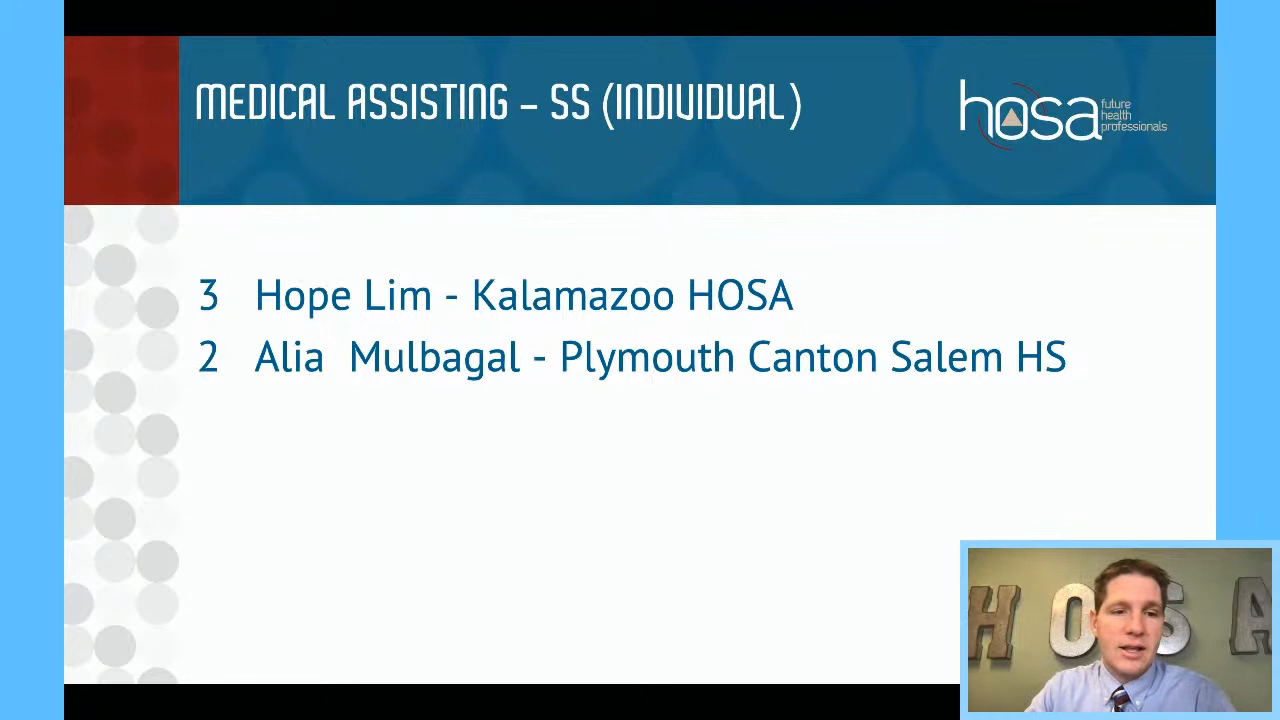 MEDICAL ASSISTING – SS (INDIVIDUAL)
hosa
future
health
professionals
3 Hope Lim - Kalamazoo HOSA
2 Alia Mulbagal - Plymouth Canton Salem HS
HOSA